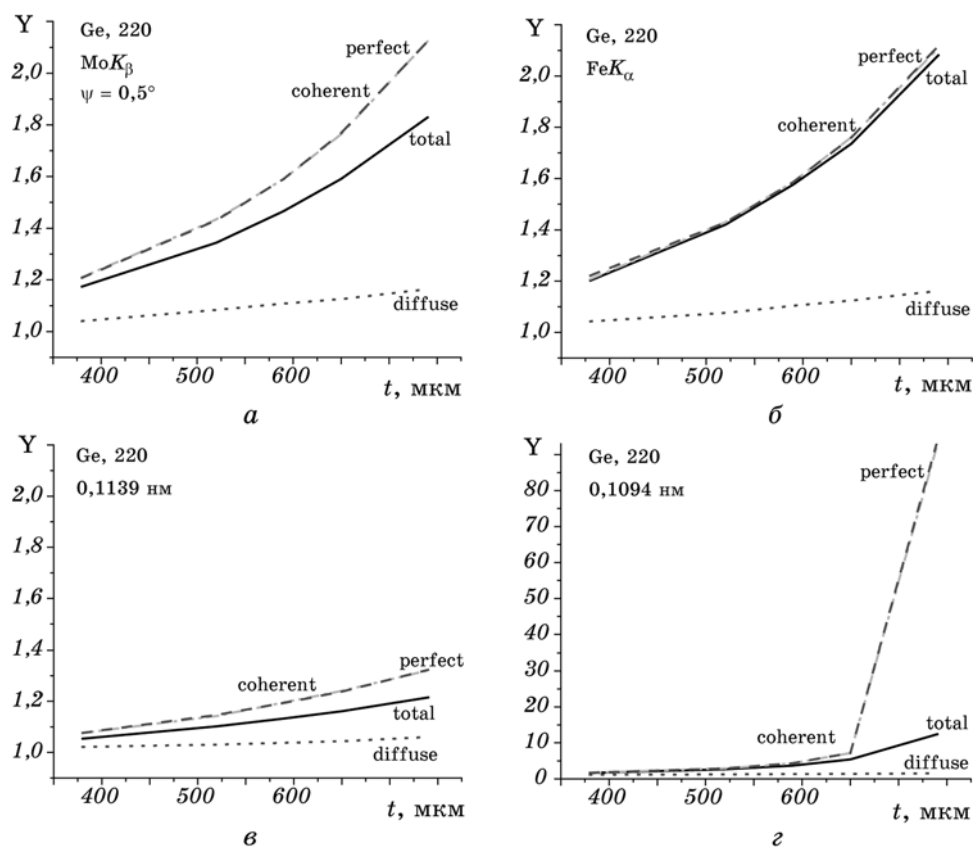 Y
Ge, 220
MoKβ
ψ = 0,5°
perfect
coherent
total
diffuse
2,0
1,8
1,6
1,4
1,2
1,0
400 500 600
t, мкм
а
Y
Ge, 220
FeKα
perfect
total
coherent
diffuse
2,0
1,8
1,6
1,4
1,2
1,0
400 500 600
t, мкм
б
Y
Ge, 220
0,1139 нм
perfect
coherent
total
diffuse
2,0
1,8
1,6
1,4
1,2
1,0
400 500 600
t, мкм
в
Y
Ge, 220
0,1094 нм
perfect
coherent
total
diffuse
80
70
60
50
40
30
20
10
0
400 500 600
t, мкм
г